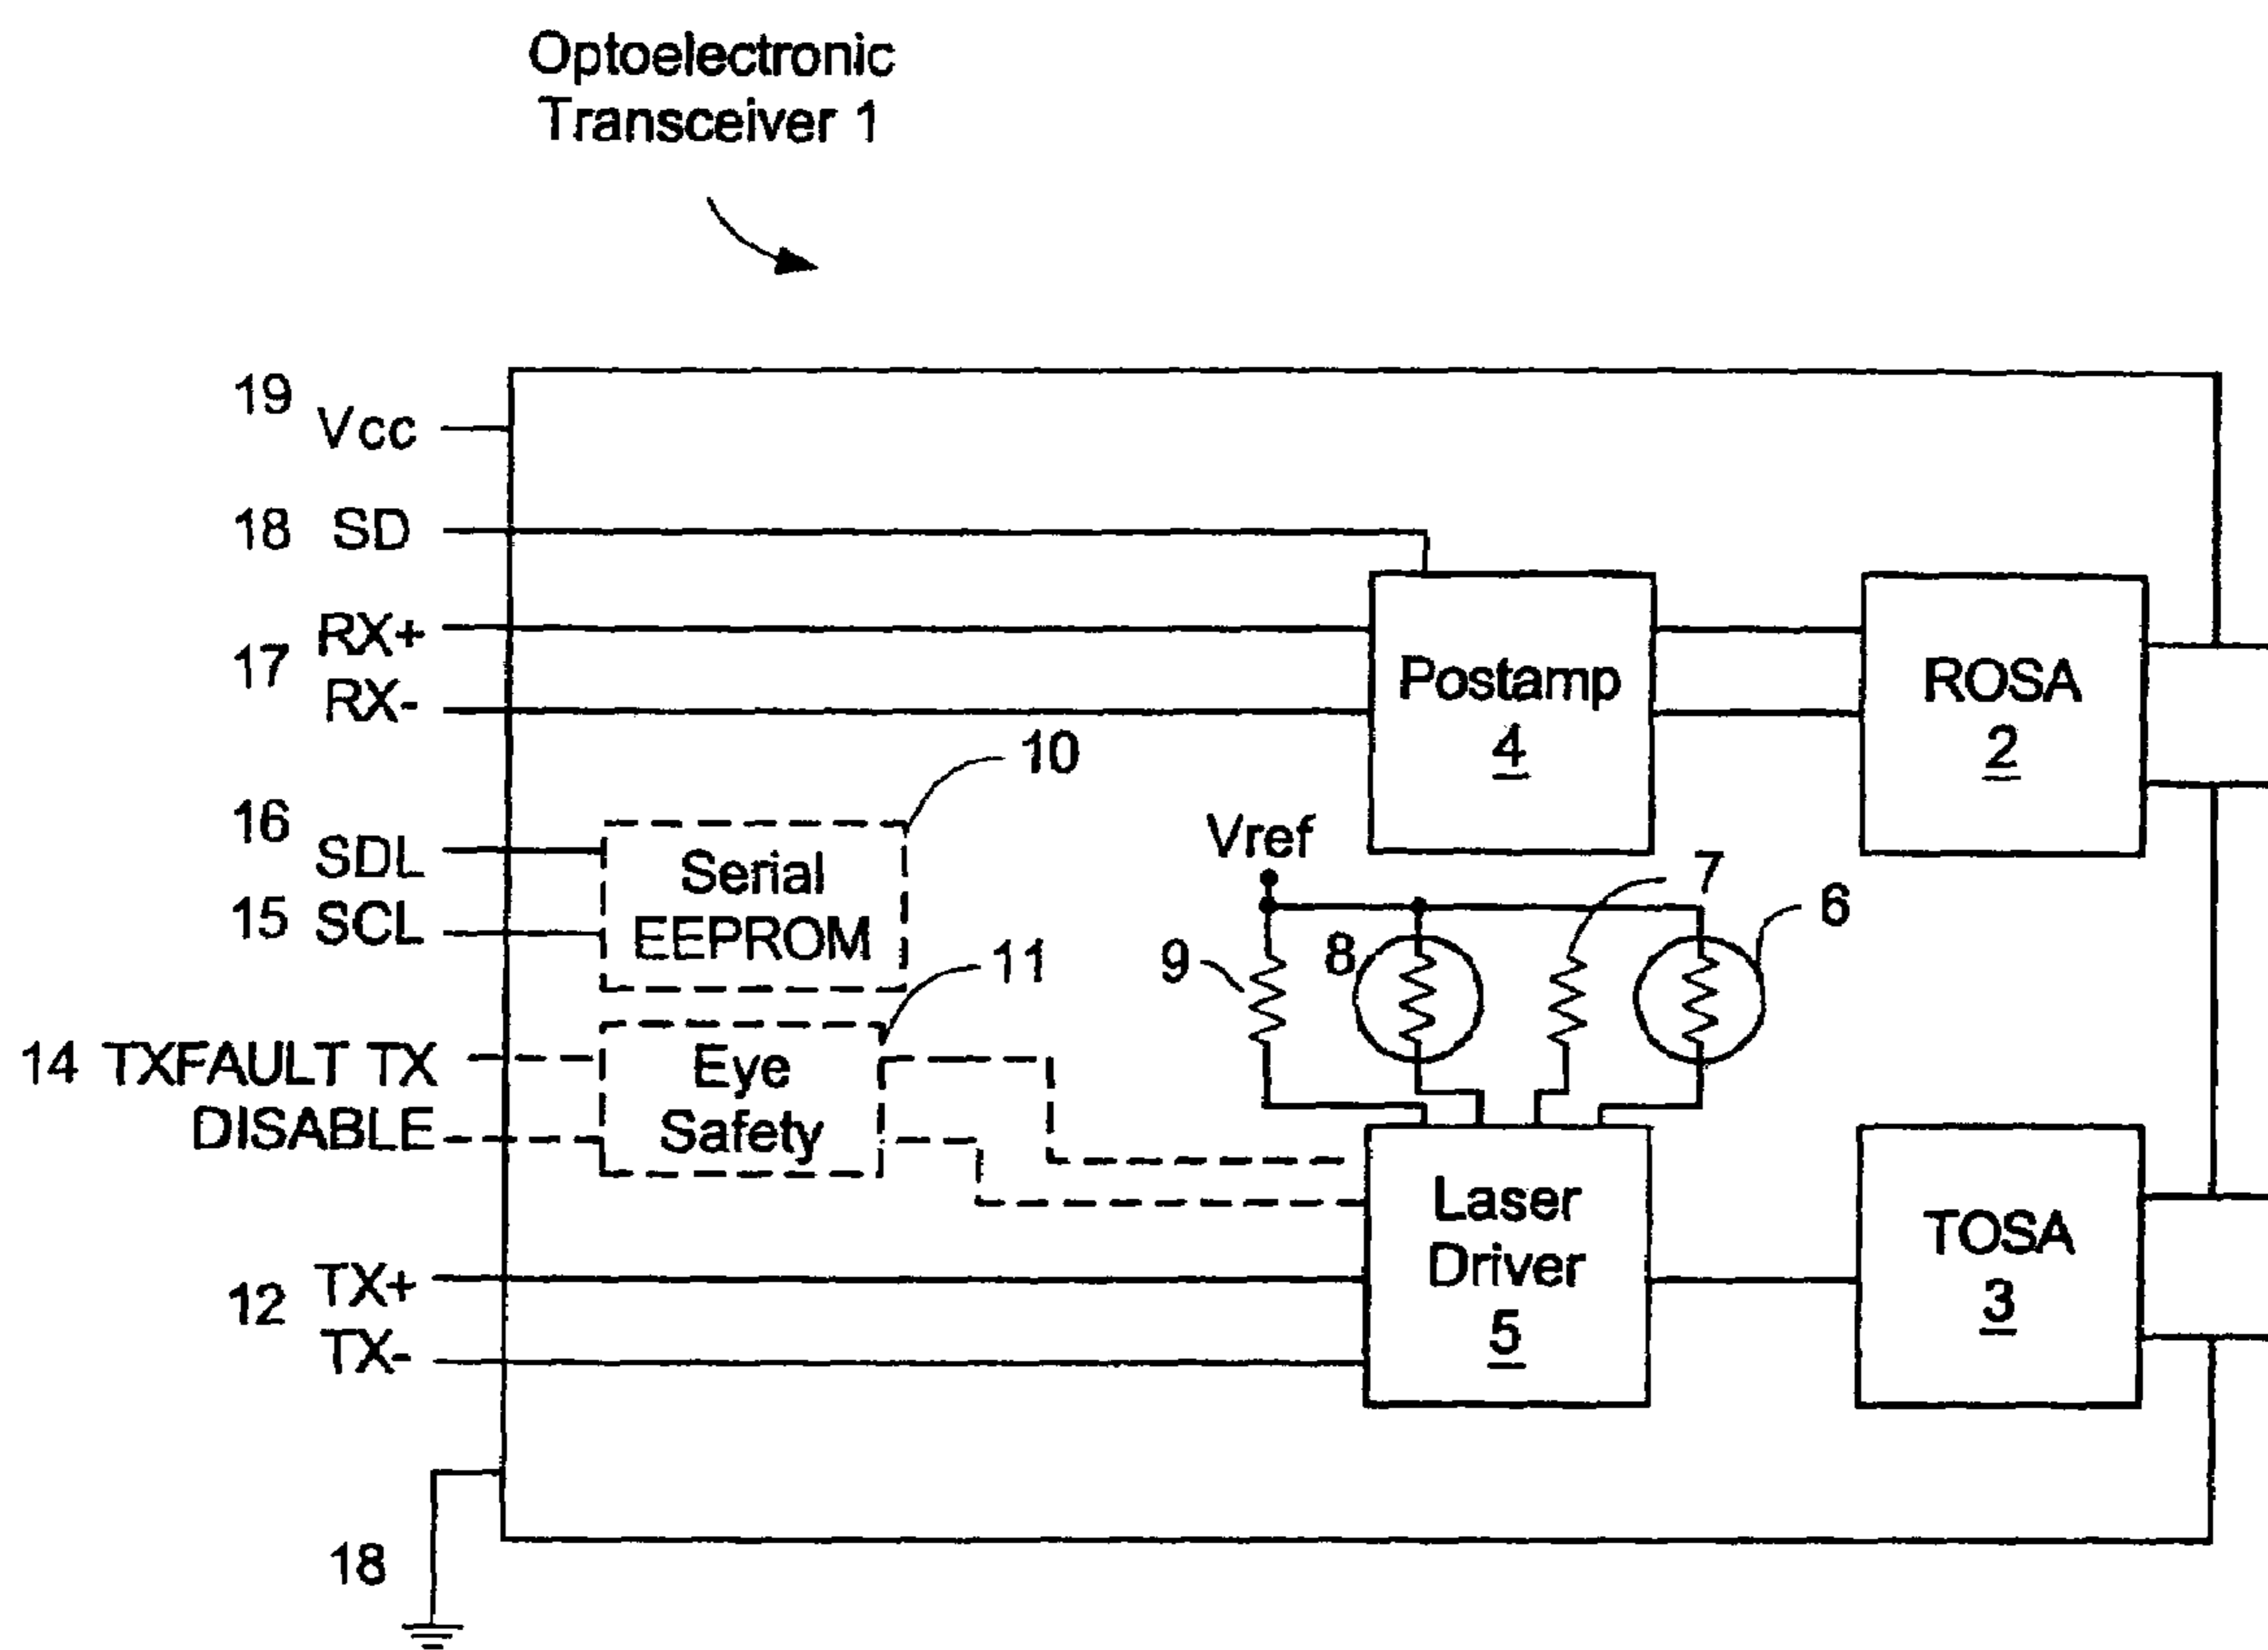 Optoelectronic
Transceiver 1
19
Vcc
18 SD
RX+
17
RX-
Postamp
4
ROSA
2
10
16
SDL
15 SCL
Serial
EEPROM
Vref
7
6
9
8
11
14 TXFAULT TX
DISABLE
Eye
Safety
Laser
Driver
5
TOSA
3
12
TX+
TX-
18